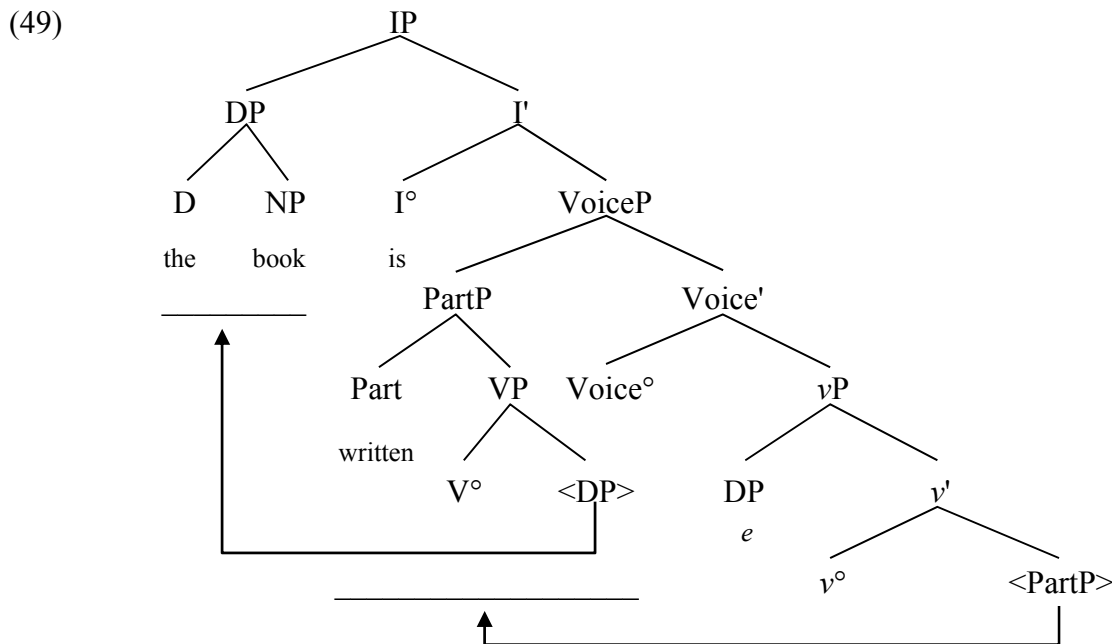 (49)
IP
DP I'
D NP I° VoiceP
the book is
PartP Voice'
Part VP Voice° vP
written
V° <DP> DP v'
e
v° <PartP>